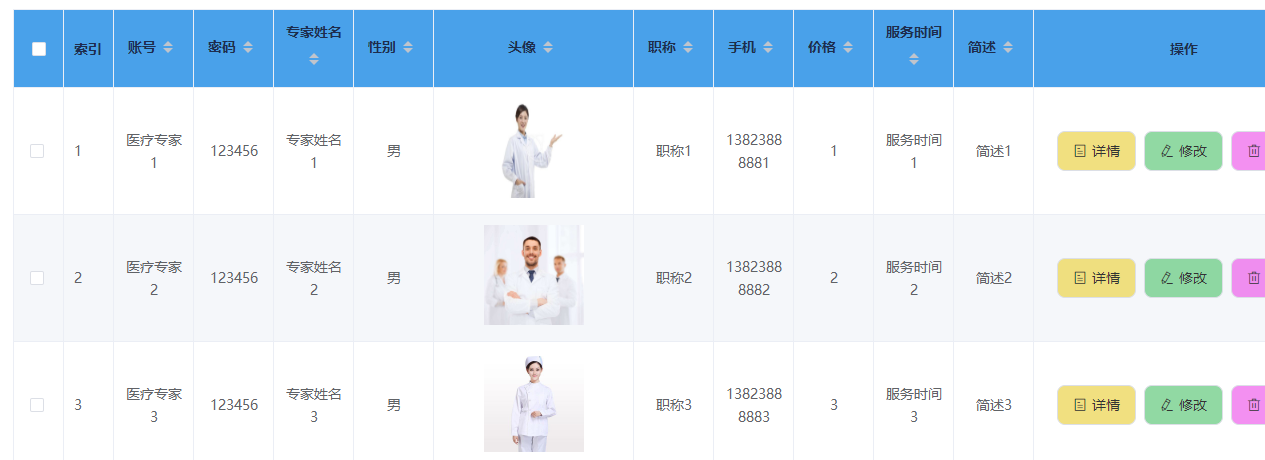 索引 账号 密码 专家姓名 性别 头像 职称 手机 价格 服务时间 简述 操作
1 医疗专家 123456 专家姓名 男 职称1 13823888881 1 服务时间 简述1 详情 修改
1 1 1
2 医疗专家 123456 专家姓名 男 职称2 13823888882 2 服务时间 简述2 详情 修改
2 2 2
3 医疗专家 123456 专家姓名 男 职称3 13823888883 3 服务时间 简述3 详情 修改
3 3 3